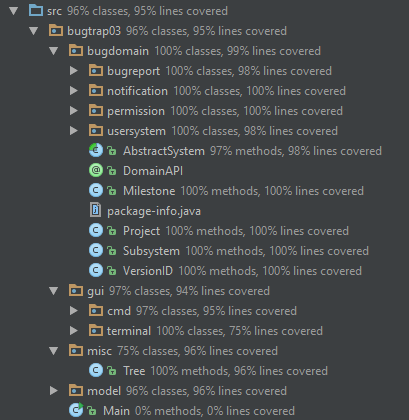 src 96% classes, 95% lines covered
bugtrap03 96% classes, 95% lines covered
bugdomain 100% classes, 99% lines covered
bugreport 100% classes, 98% lines covered
notification 100% classes, 100% lines covered
permission 100% classes, 100% lines covered
usersystem 100% classes, 98% lines covered
AbstractSystem 97% methods, 98% lines covered
DomainAPI
Milestone 100% methods, 100% lines covered
package-info.java
Project 100% methods, 100% lines covered
Subsystem 100% methods, 100% lines covered
VersionID 100% methods, 100% lines covered
gui 97% classes, 94% lines covered
cmd 97% classes, 95% lines covered
terminal 100% classes, 75% lines covered
misc 75% classes, 96% lines covered
Tree 100% methods, 96% lines covered
model 96% classes, 96% lines covered
Main 0% methods, 0% lines covered